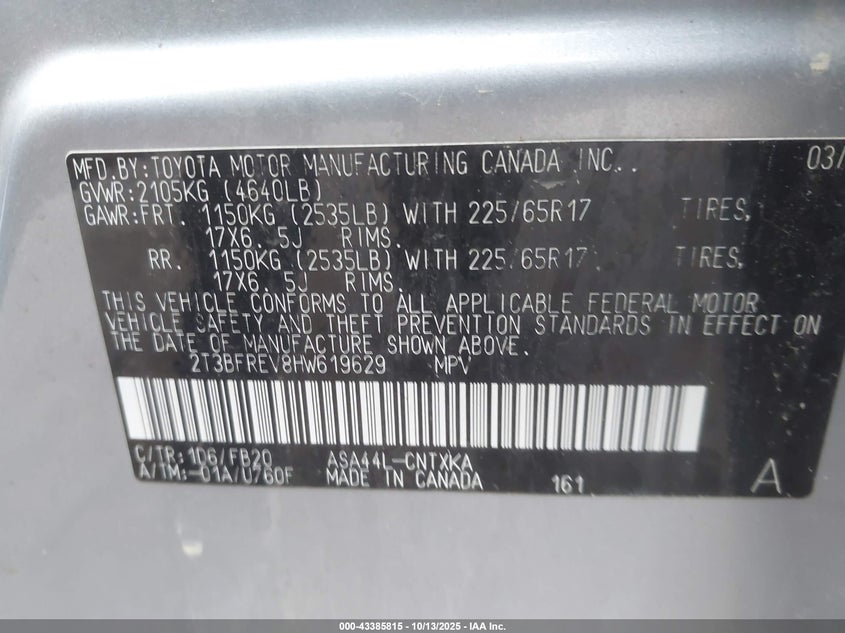 MFD.BY:TOYOTA MOTOR MANUFACTURING CANADA INC. 03/
GVWR:2105KG (4640LB)
GAWR:FRT. 1150KG (2535LB) WITH 225/65R17 TIRES,
17X6.5J RIMS.
RR. 1150KG (2535LB) WITH 225/65R17 TIRES,
17X6.5J RIMS.
THIS VEHICLE CONFORMS TO ALL APPLICABLE FEDERAL MOTOR
VEHICLE SAFETY AND THEFT PREVENTION STANDARDS IN EFFECT ON
THE DATE OF MANUFACTURE SHOWN ABOVE.
2T3BFREV8HW619629 MPV
C/TR:1D6/FB20 ASA44L-CNTXKA
A/TM:-01A/U760F MADE IN CANADA 161 A
000-43385815 - 10/13/2025 - IAA Inc.